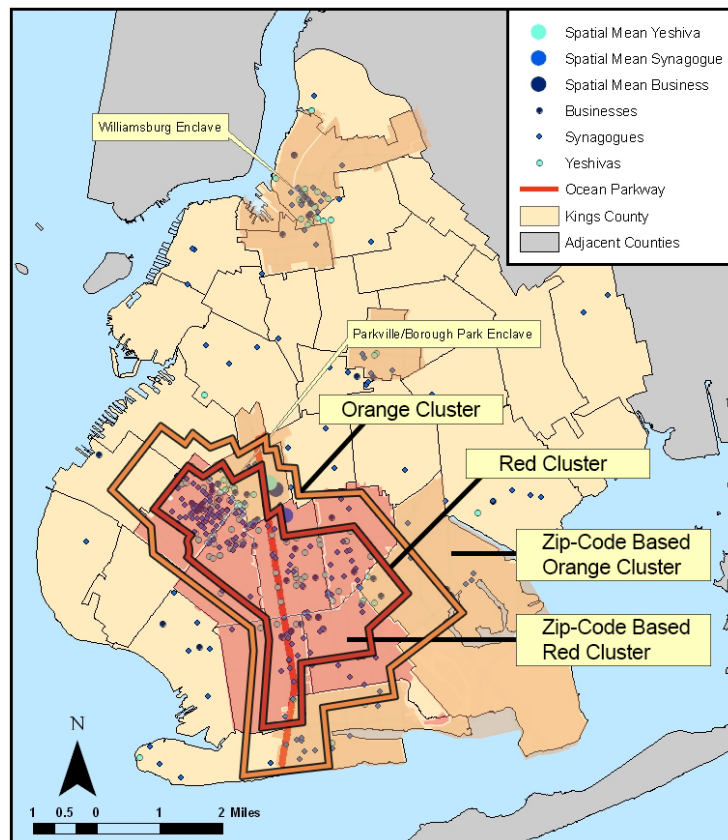 Spatial Mean Yeshiva
Spatial Mean Synagogue
Spatial Mean Business
Businesses
Synagogues
Yeshivas
Ocean Parkway
Kings County
Adjacent Counties
Williamsburg Enclave
Parkville/Borough Park Enclave
Orange Cluster
Red Cluster
Zip-Code Based
Orange Cluster
Zip-Code Based
Red Cluster
N
1 0.5 0 1 2 Miles